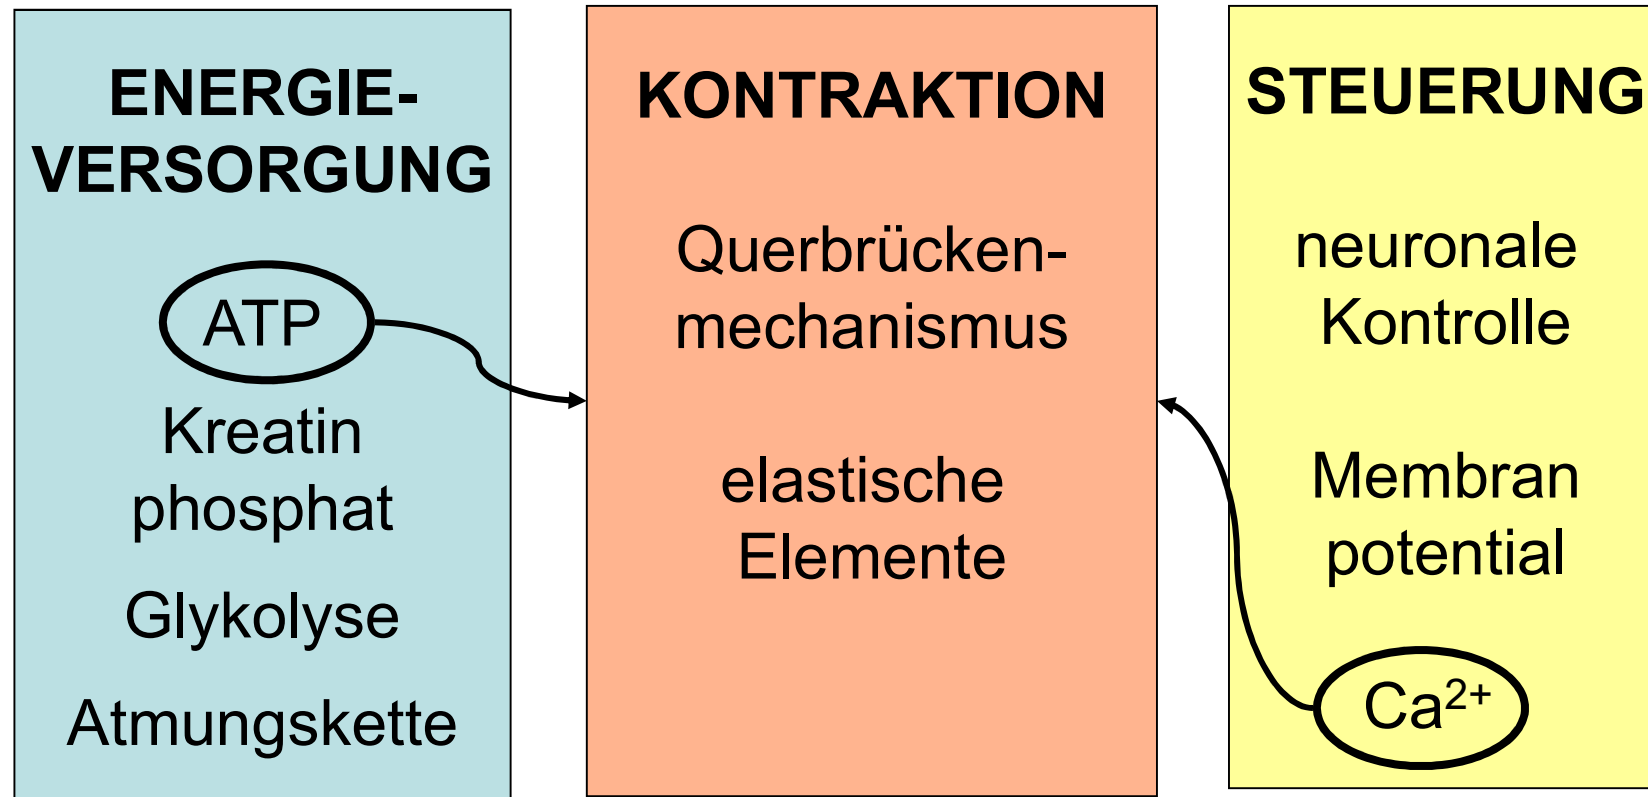 ENERGIE-
VERSORGUNG
ATP
Kreatin
phosphat
Glykolyse
Atmungskette
KONTRAKTION
Querbrücken-
mechanismus
elastische
Elemente
STEUERUNG
neuronale
Kontrolle
Membran
potential
Ca²⁺